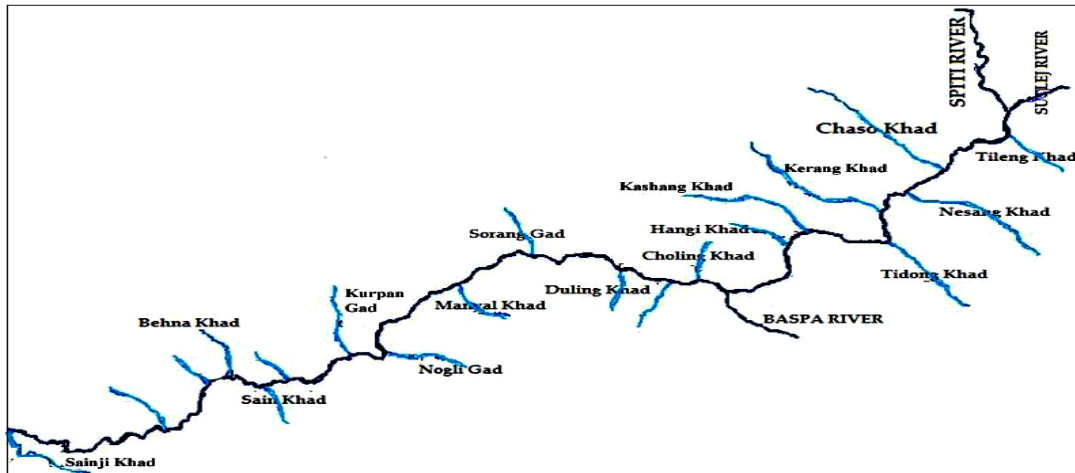 SPITI RIVER
SUTLEJ RIVER
Chaso Khad
Tileng Khad
Kerang Khad
Kashang Khad
Nesang Khad
Hangi Khad
Sorang Gad
Choling Khad
Tidong Khad
Duling Khad
Kurpan
Gad
Manyal Khad
BASPA RIVER
Behna Khad
Nogli Gad
Sain Khad
Sainji Khad